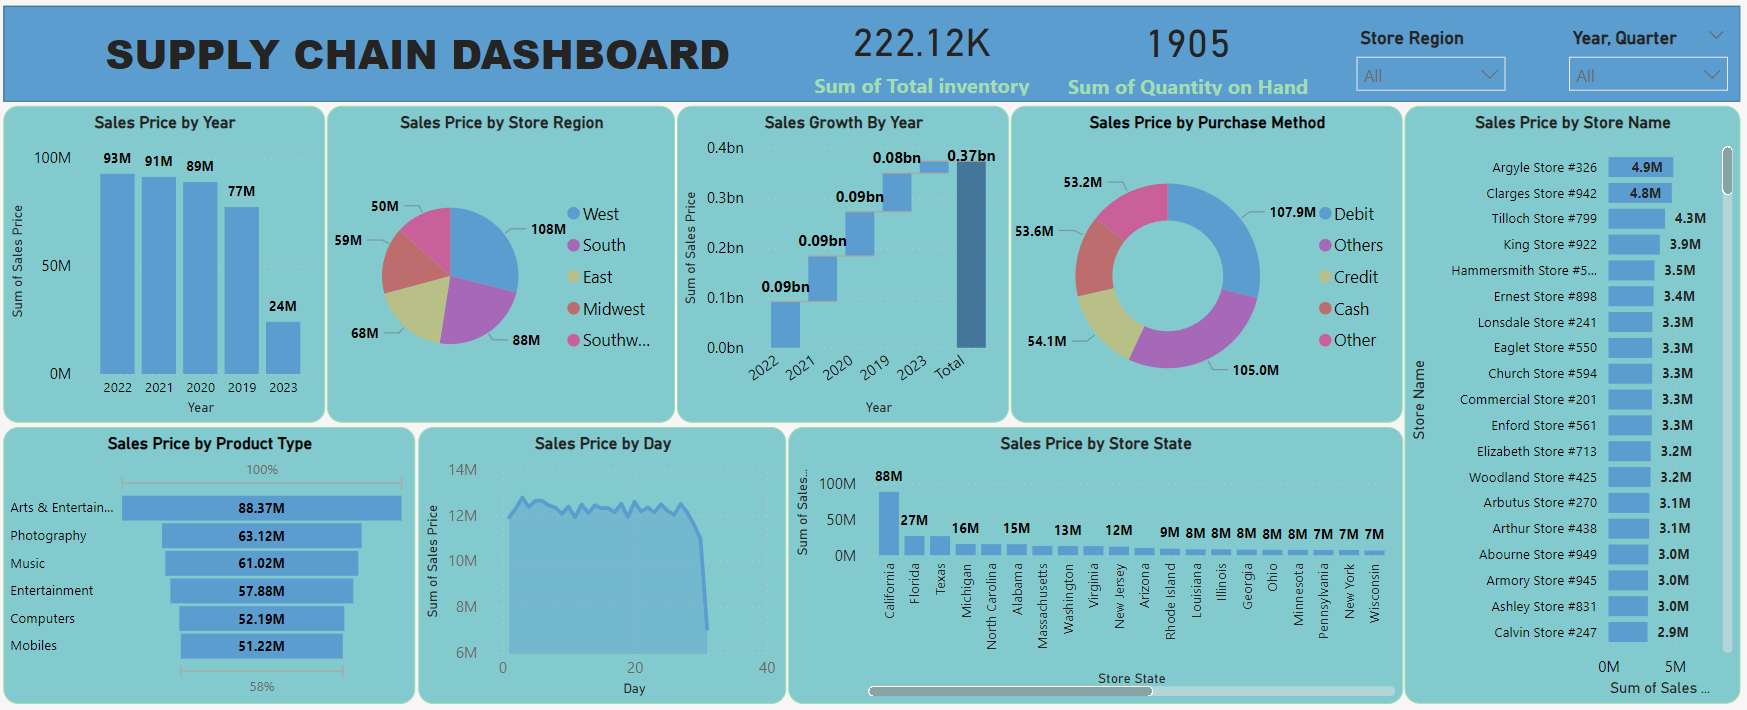 SUPPLY CHAIN DASHBOARD
222.12K
Sum of Total inventory
1905
Sum of Quantity on Hand
Store Region
All
Year, Quarter
All
Sales Price by Year
Sum of Sales Price
100M
50M
0M
93M
91M
89M
77M
24M
2022
2021
2020
2019
2023
Year
Sales Price by Store Region
108M
88M
68M
59M
50M
West
South
East
Midwest
Southw...
Sales Growth By Year
Sum of Sales Price
0.4bn
0.3bn
0.2bn
0.1bn
0.0bn
0.09bn
0.09bn
0.09bn
0.08bn
0.37bn
2022
2021
2020
2019
2023
Total
Year
Sales Price by Purchase Method
107.9M
105.0M
54.1M
53.6M
53.2M
Debit
Others
Credit
Cash
Other
Sales Price by Store Name
Store Name
Argyle Store #326 4.9M
Clarges Store #942 4.8M
Tilloch Store #799 4.3M
King Store #922 3.9M
Hammersmith Store #5... 3.5M
Ernest Store #898 3.4M
Lonsdale Store #241 3.3M
Eaglet Store #550 3.3M
Church Store #594 3.3M
Commercial Store #201 3.3M
Enford Store #561 3.3M
Elizabeth Store #713 3.2M
Woodland Store #425 3.2M
Arbutus Store #270 3.1M
Arthur Store #438 3.1M
Abourne Store #949 3.0M
Armory Store #945 3.0M
Ashley Store #831 3.0M
Calvin Store #247 2.9M
0M 5M
Sum of Sales ...
Sales Price by Product Type
100%
Arts & Entertain... 88.37M
Photography 63.12M
Music 61.02M
Entertainment 57.88M
Computers 52.19M
Mobiles 51.22M
58%
Sales Price by Day
Sum of Sales Price
14M
12M
10M
8M
6M
0 20 40
Day
Sales Price by Store State
Sum of Sales...
100M
50M
0M
88M
27M
16M
15M
13M
12M
9M
8M
8M
8M
8M
8M
7M
7M
7M
California
Florida
Texas
Michigan
North Carolina
Alabama
Massachusetts
Washington
Virginia
New Jersey
Arizona
Rhode Island
Louisiana
Illinois
Georgia
Ohio
Minnesota
Pennsylvania
New York
Wisconsin
Store State